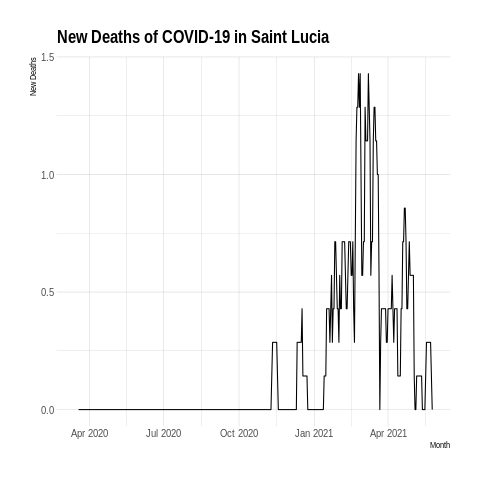 New Deaths of COVID-19 in Saint Lucia
New Deaths
1.5
1.0
0.5
0.0
Apr 2020 Jul 2020 Oct 2020 Jan 2021 Apr 2021
Month